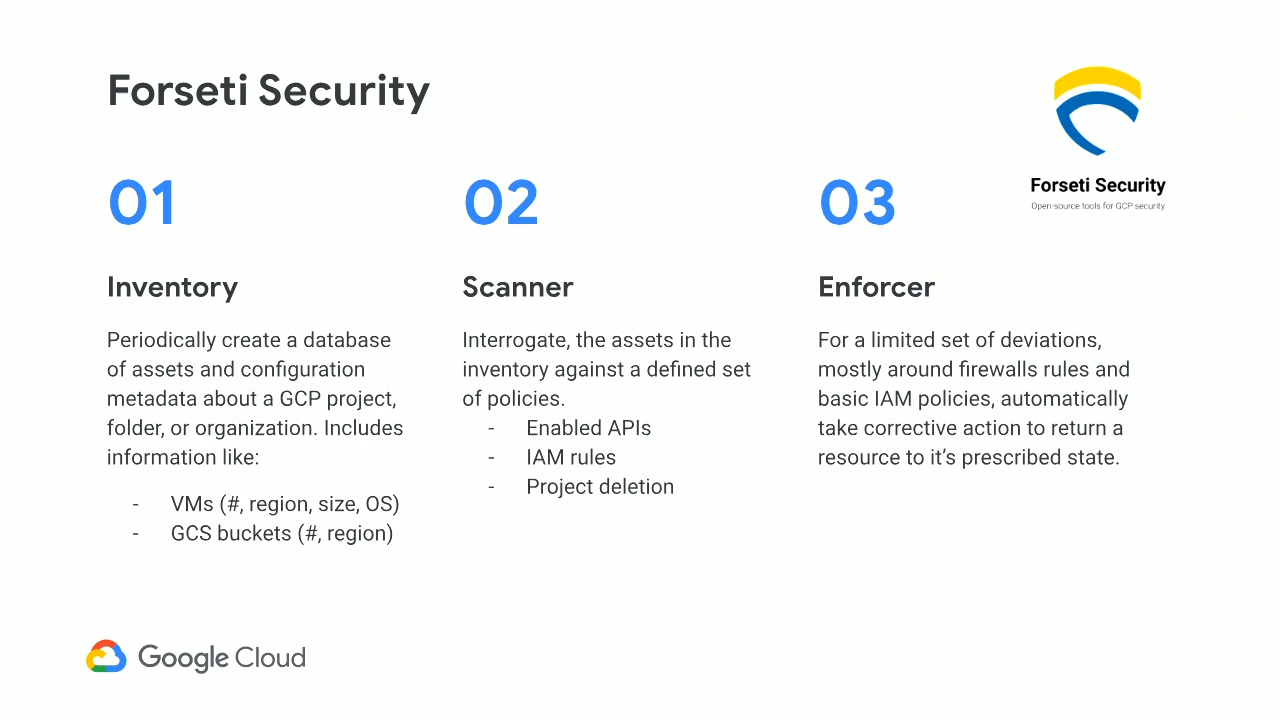 Forseti Security
Forseti Security
Open-source tools for GCP security
01
Inventory
Periodically create a database
of assets and configuration
metadata about a GCP project,
folder, or organization. Includes
information like:
- VMs (#, region, size, OS)
- GCS buckets (#, region)
02
Scanner
Interrogate, the assets in the
inventory against a defined set
of policies.
- Enabled APIs
- IAM rules
- Project deletion
03
Enforcer
For a limited set of deviations,
mostly around firewalls rules and
basic IAM policies, automatically
take corrective action to return a
resource to it’s prescribed state.
Google Cloud